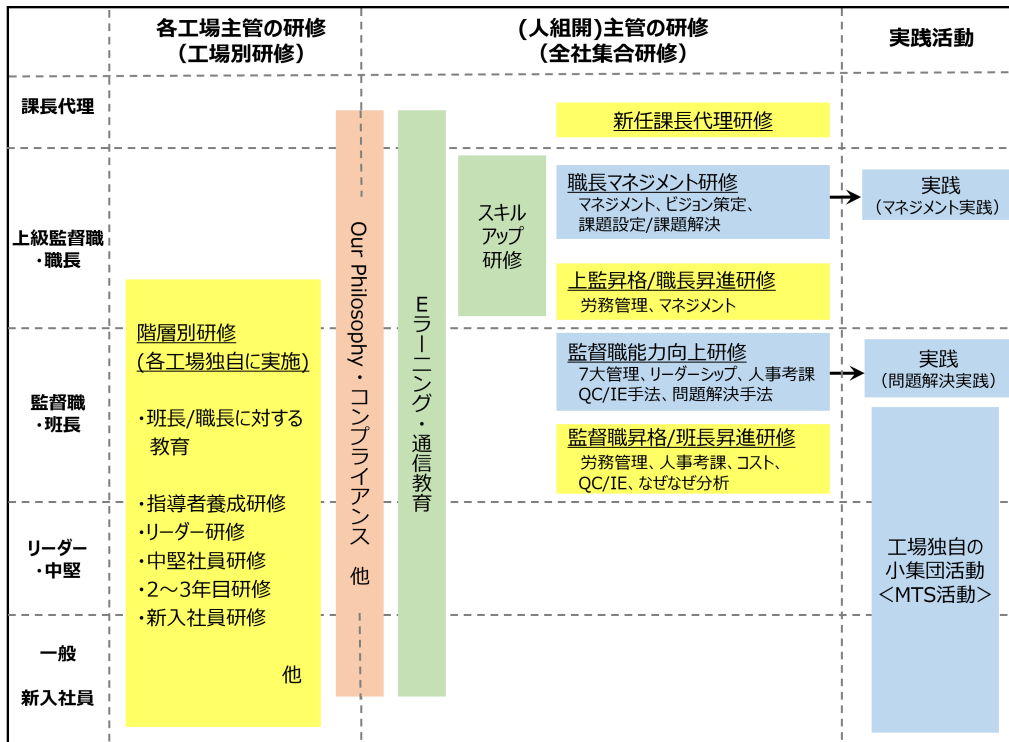 各工場主管の研修
（工場別研修）
(人組開)主管の研修
（全社集合研修）
実践活動
課長代理
新任課長代理研修
上級監督職
・職長
スキル
アップ
研修
職長マネジメント研修
マネジメント、ビジョン策定、
課題設定/課題解決
実践
（マネジメント実践）
上監昇格/職長昇進研修
労務管理、マネジメント
階層別研修
(各工場独自に実施)
・班長/職長に対する
教育
・指導者養成研修
・リーダー研修
・中堅社員研修
・2～3年目研修
・新入社員研修
他
Our Philosophy・コンプライアンス 他
Eラーニング・通信教育
監督職
・班長
監督職能力向上研修
7大管理、リーダーシップ、人事考課
QC/IE手法、問題解決手法
実践
（問題解決実践）
監督職昇格/班長昇進研修
労務管理、人事考課、コスト、
QC/IE、なぜなぜ分析
リーダー
・中堅
工場独自の
小集団活動
＜MTS活動＞
一般
新入社員